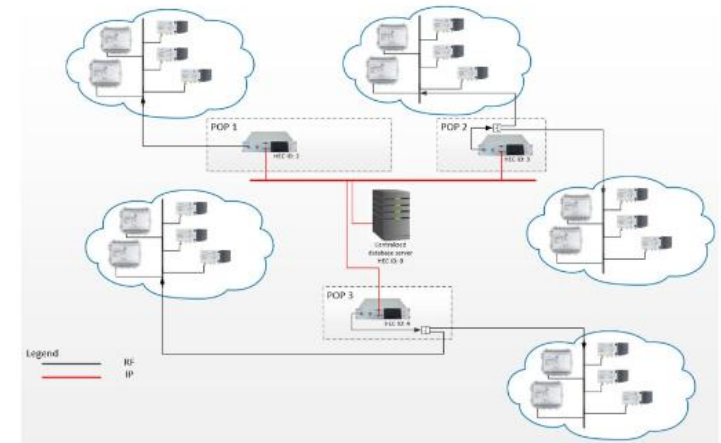 POP 1
HEC ID: 2
POP 2
HEC ID: 3
Centralized
database server
HEC ID: 0
POP 3
HEC ID: 4
Legend
RF
IP